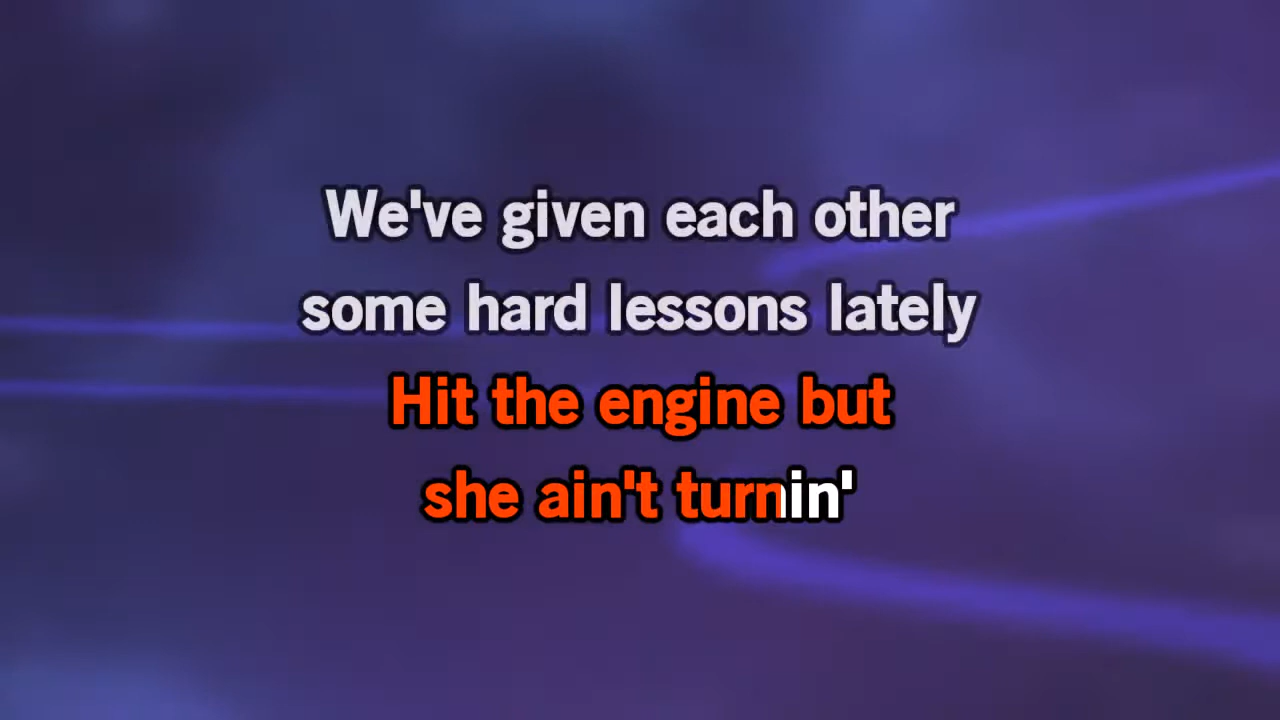 We've given each other
some hard lessons lately
Hit the engine but
she ain't turnin'